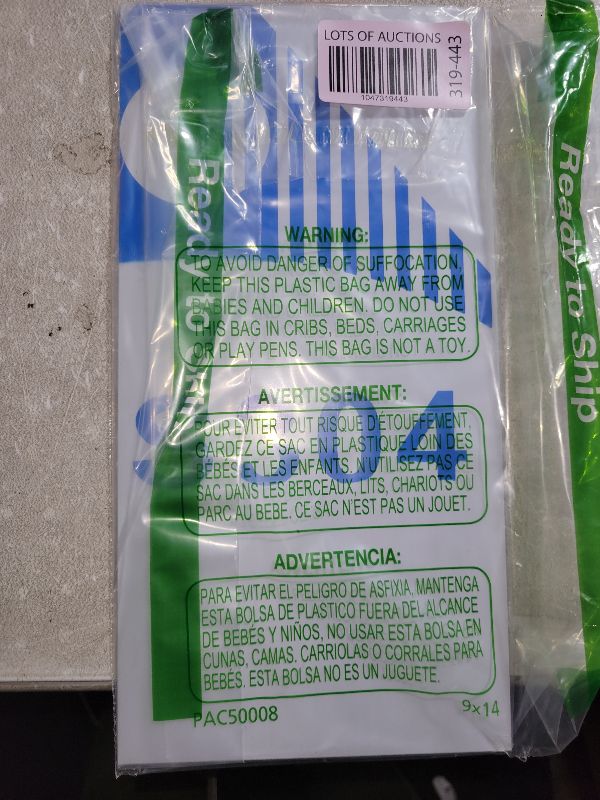 LOTS OF AUCTIONS
1047319443
319-443
Ready to
Ready to Ship
WARNING:
TO AVOID DANGER OF SUFFOCATION,
KEEP THIS PLASTIC BAG AWAY FROM
BABIES AND CHILDREN. DO NOT USE
THIS BAG IN CRIBS, BEDS, CARRIAGES
OR PLAY PENS. THIS BAG IS NOT A TOY.
AVERTISSEMENT:
POUR ÉVITER TOUT RISQUE D'ÉTOUFFEMENT,
GARDEZ CE SAC EN PLASTIQUE LOIN DES
BÉBÉS ET LES ENFANTS. N'UTILISEZ PAS CE
SAC DANS LES BERCEAUX, LITS, CHARIOTS OU
PARC AU BEBE. CE SAC N'EST PAS UN JOUET.
ADVERTENCIA:
PARA EVITAR EL PELIGRO DE ASFIXIA, MANTENGA
ESTA BOLSA DE PLASTICO FUERA DEL ALCANCE
DE BEBES Y NIÑOS, NO USAR ESTA BOLSA EN
CUNAS, CAMAS, CARRIOLAS O CORRALES PARA
BEBÉS. ESTA BOLSA NO ES UN JUGUETE.
PAC50008
9x14